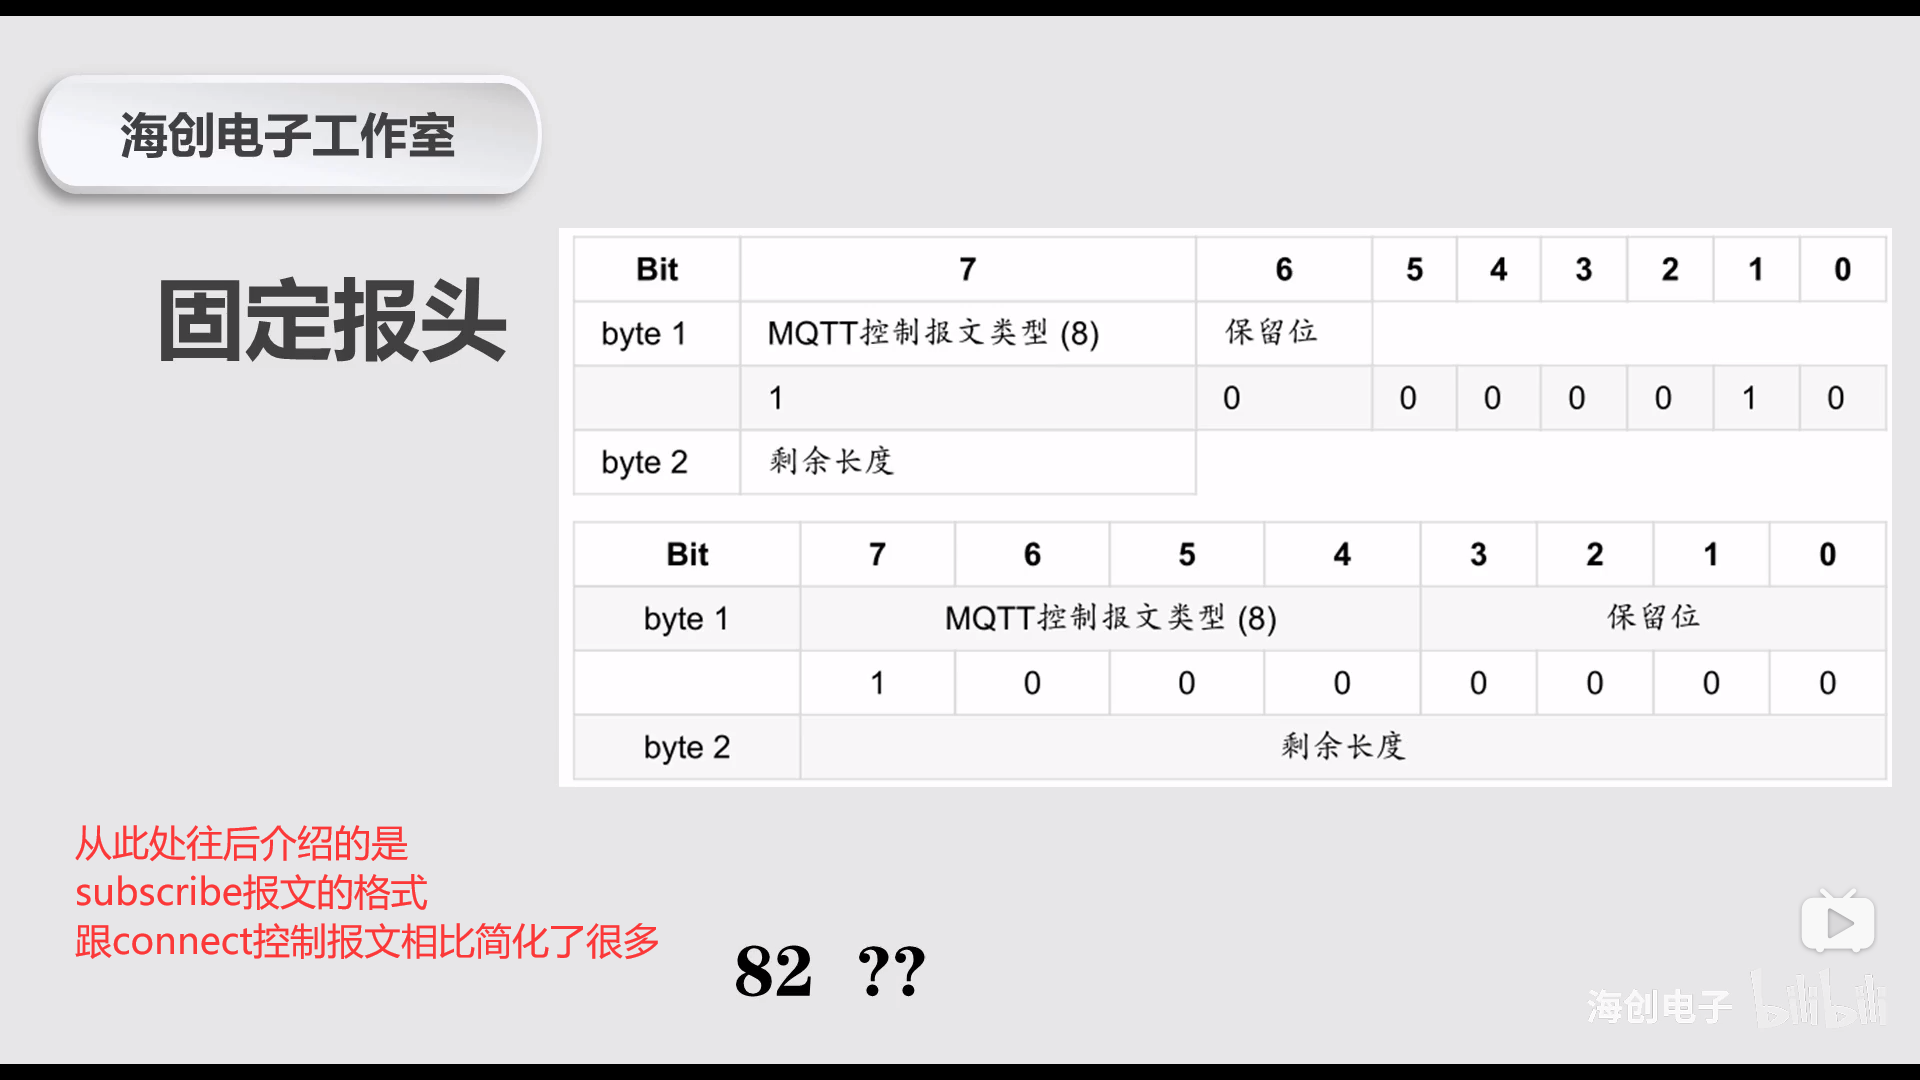 海创电子工作室
固定报头
Bit 7 6 5 4 3 2 1 0
byte 1 MQTT控制报文类型 (8) 保留位
1 0 0 0 0 0 1 0
byte 2 剩余长度
Bit 7 6 5 4 3 2 1 0
byte 1 MQTT控制报文类型 (8) 保留位
1 0 0 0 0 0 0 0
byte 2 剩余长度
从此处往后介绍的是
subscribe报文的格式
跟connect控制报文相比简化了很多
82 ??
海创电子 bilibili